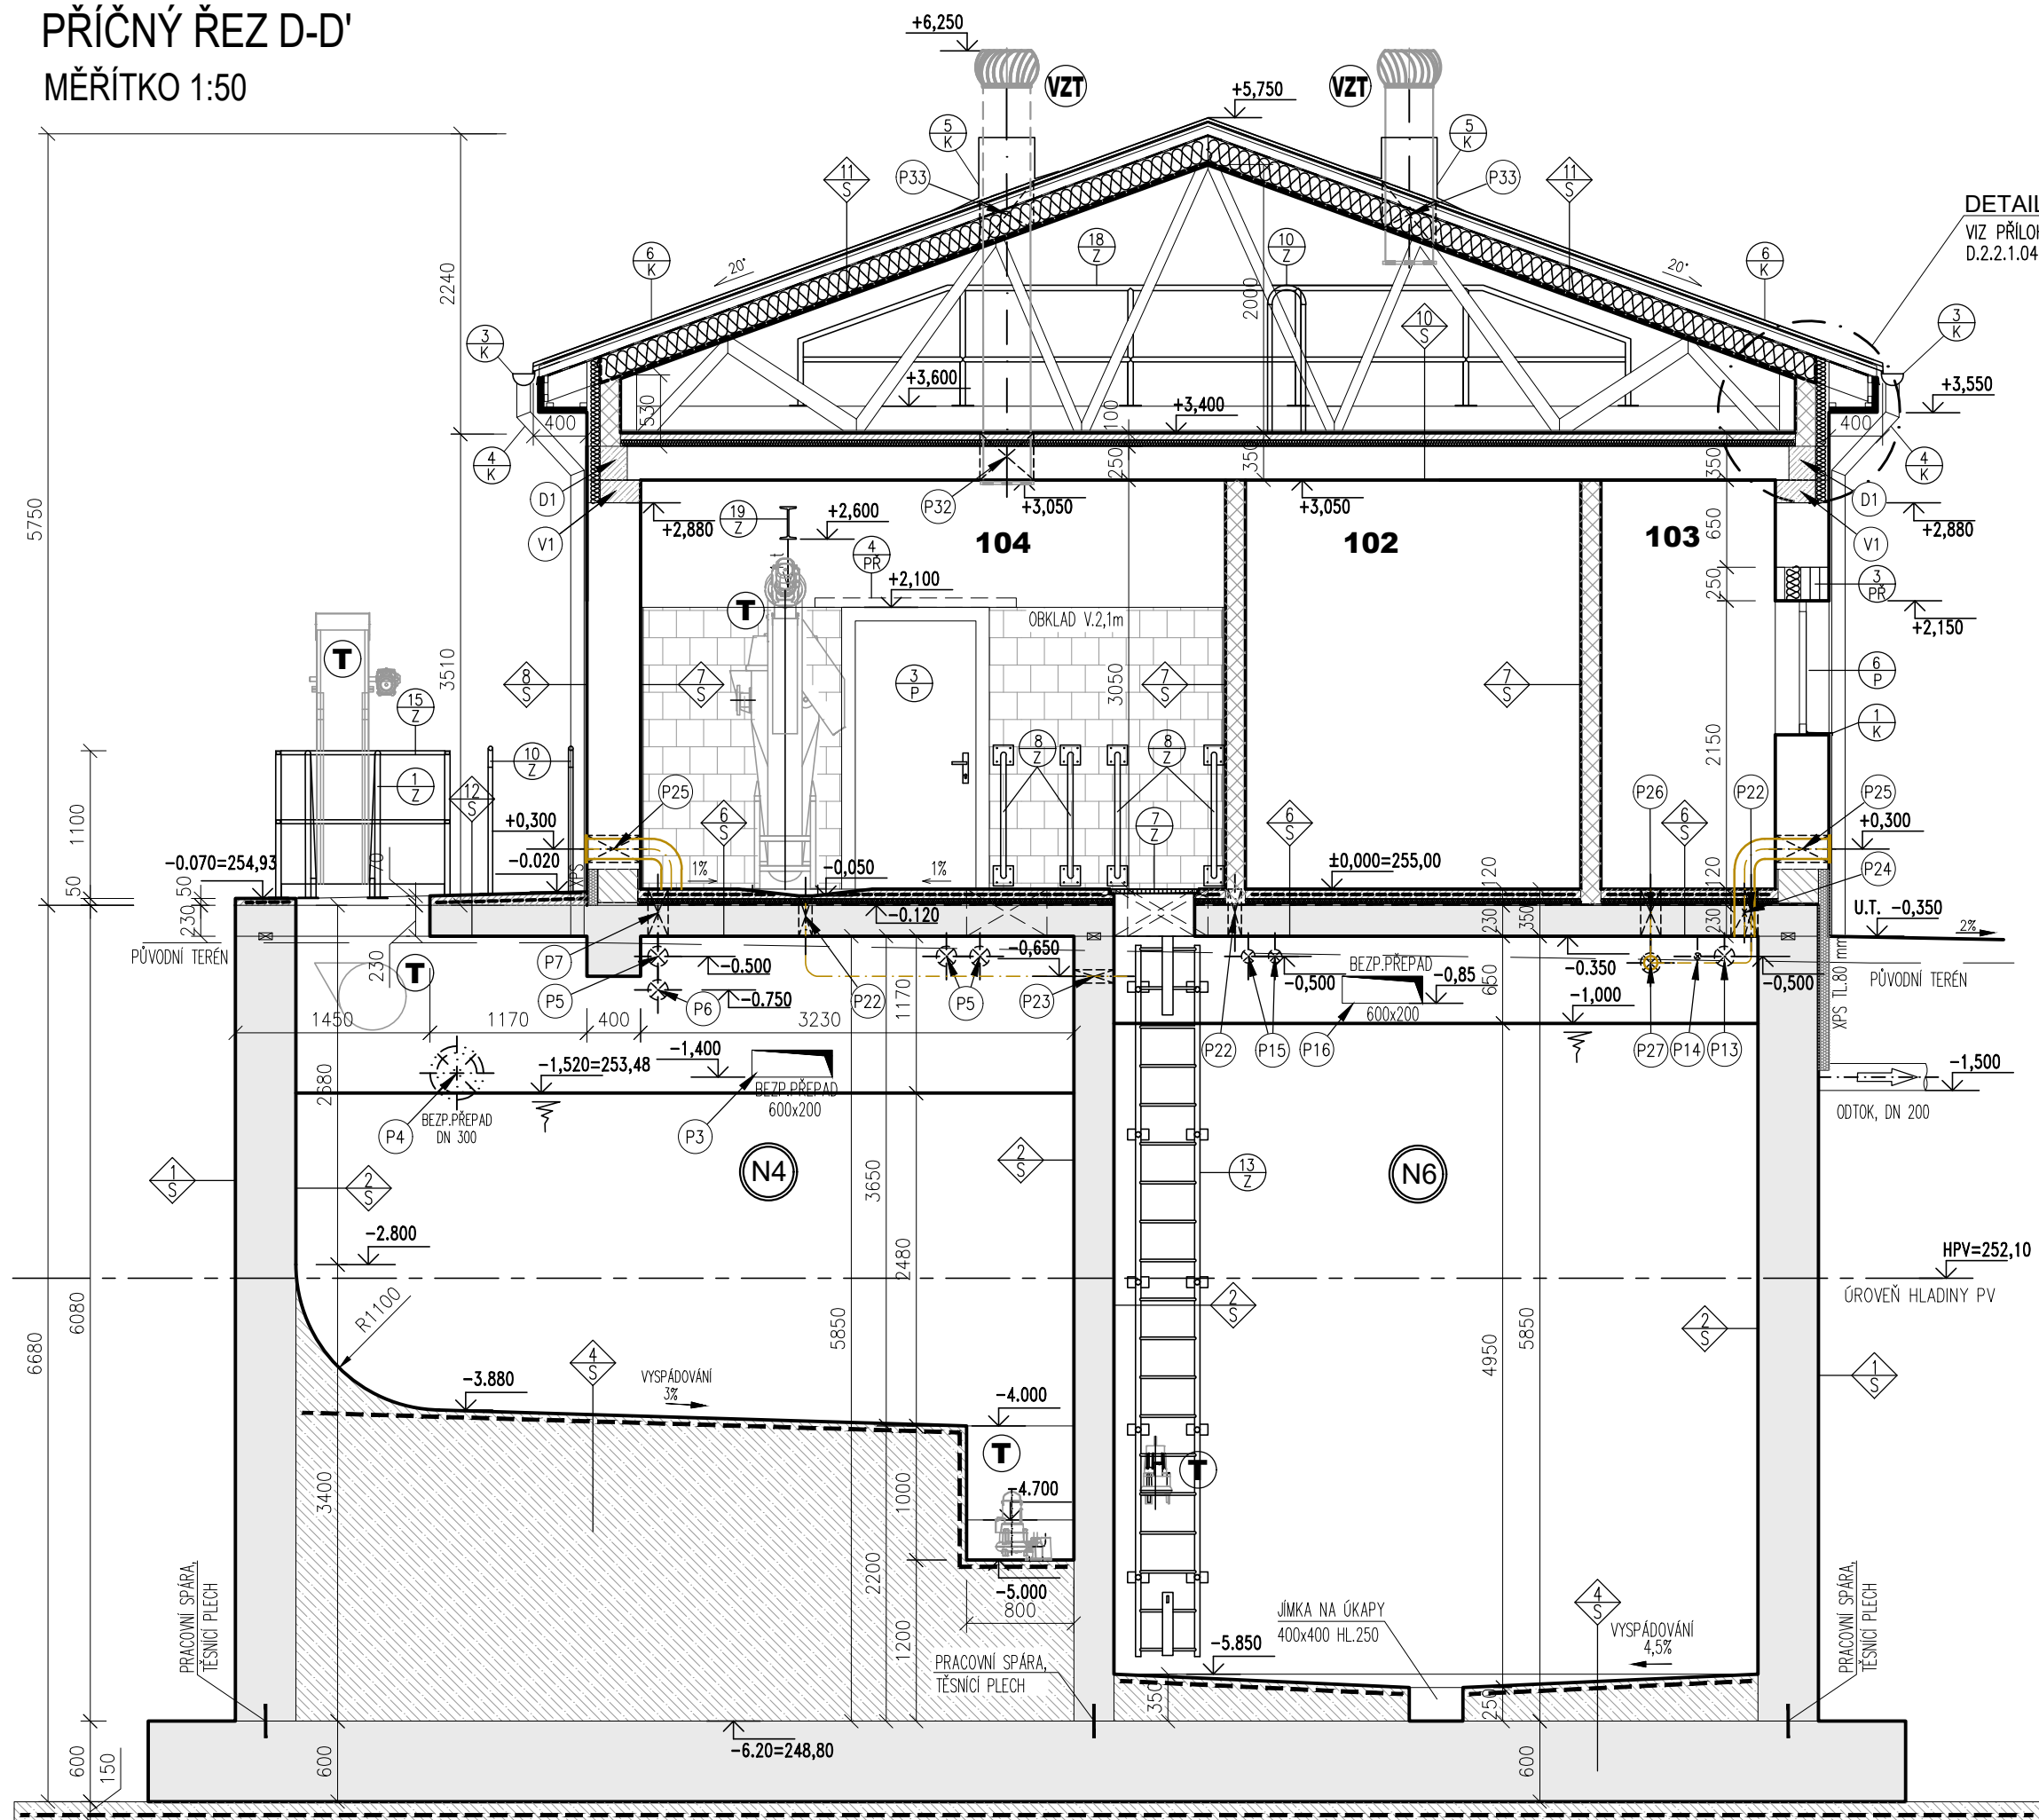 PŘÍČNÝ ŘEZ D-D'
MĚŘÍTKO 1:50
+6,250
VZT
VZT
+5,750
5
K
5
K
P33
P33
11
S
11
S
DETAIL
VIZ PŘÍLOH
D.2.2.1.04
6
K
20°
18
Z
10
Z
20°
6
K
2240
2000
10
S
3
K
3
K
+3,600
+3,550
530
+3,400
100
400
400
4
K
4
K
250
350
350
D1
P32
+3,050
+3,050
D1
V1
+2,880
19
Z
+2,600
104
102
103
650
+2,880
V1
5750
4
PŘ
+2,100
250
3
PŘ
+2,150
T
OBKLAD V.2,1m
T
3510
8
S
7
S
3
P
3050
7
S
7
S
6
P
15
Z
1
K
10
Z
8
Z
8
Z
2150
1
Z
12
S
P25
P26
P22
P25
1100
+0,300
6
S
7
Z
6
S
6
S
+0,300
-0.070=254,93
70
-0.020
XPS
1%
-0,050
1%
±0,000=255,00
120
120
P24
50
50
230
-0.120
230
350
230
U.T. -0,350
2%
PŮVODNÍ TERÉN
230
T
P7
-0.500
-0,650
BEZP.PŘEPAD
-0,85
-0.350
650
-0,500
-0,500
PŮVODNÍ TERÉN
P5
P6
-0.750
P22
1170
P5
P23
600x200
-1,000
XPS TL.80 mm
1450
1170
400
3230
P22
P15
P16
P27
P14
P13
-1,520=253,48
-1,400
-1,500
2680
BEZP.PŘEPAD
600x200
BEZP.PŘEPAD
DN 300
P4
P3
ODTOK, DN 200
1
S
2
S
N4
3650
2
S
13
Z
N6
-2.800
2480
HPV=252,10
ÚROVEŇ HLADINY PV
6680
6080
R1100
5850
2
S
4950
5850
2
S
4
S
-3.880
VYSPÁDOVÁNÍ
3%
1
S
-4.000
T
T
3400
1000
-4.700
2200
-5.000
800
PRACOVNÍ SPÁRA,
TĚSNÍCÍ PLECH
1200
JÍMKA NA ÚKAPY
400x400 HL.250
4
S
VYSPÁDOVÁNÍ
4,5%
PRACOVNÍ SPÁRA,
TĚSNÍCÍ PLECH
PRACOVNÍ SPÁRA,
TĚSNÍCÍ PLECH
-5.850
350
250
-6.20=248,80
600
150
600
600